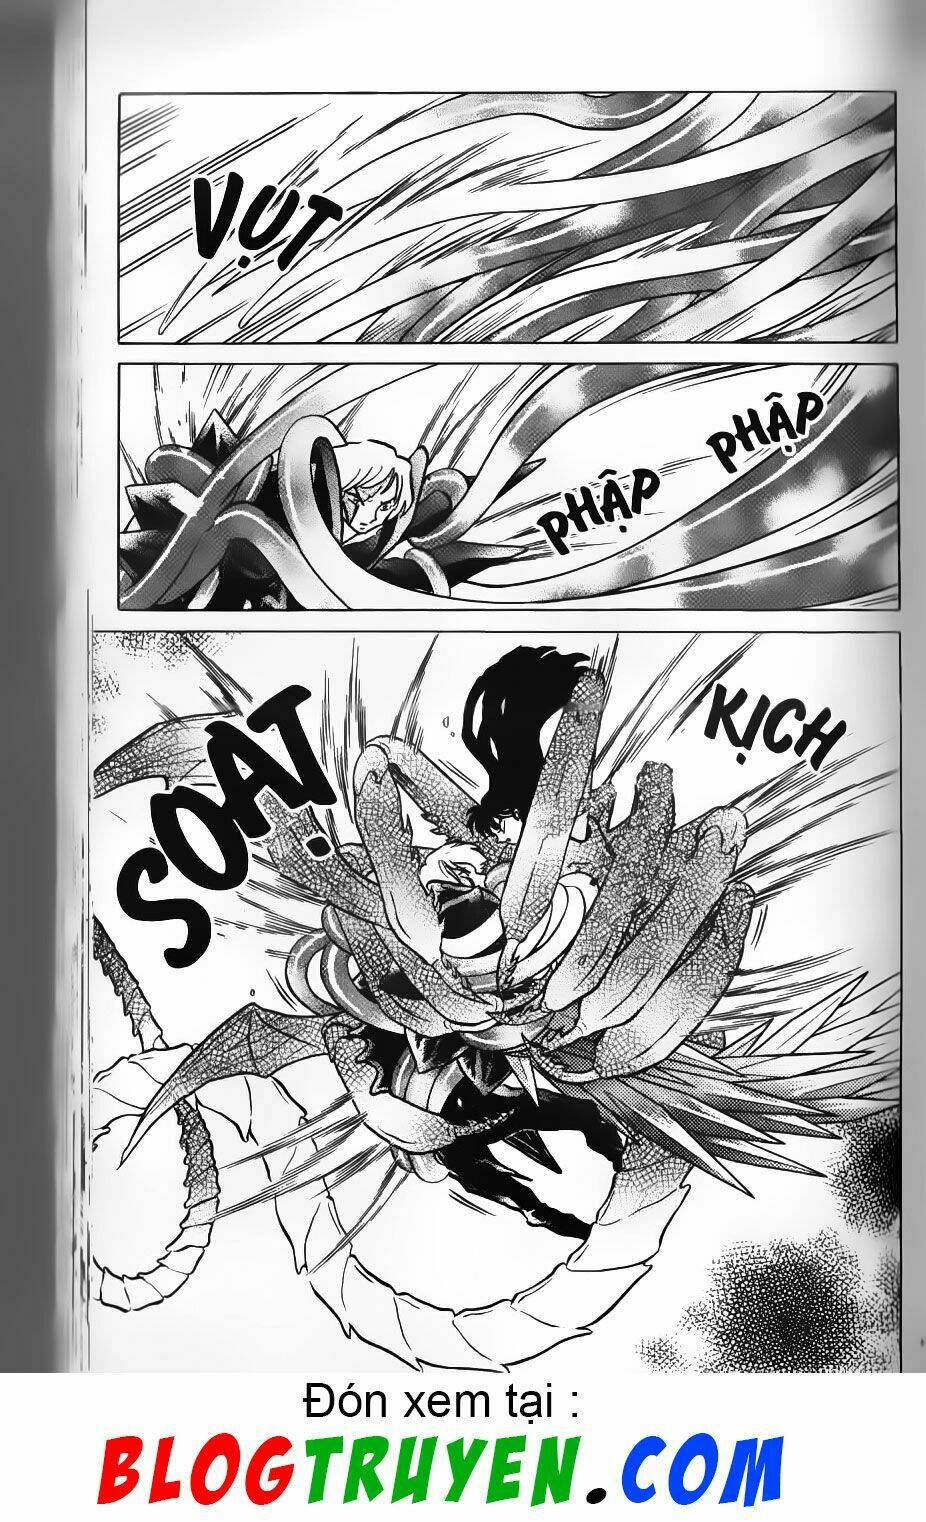 VỤT
PHẬP PHẬP
SOẠT
KỊCH
Đón xem tại :
BLOGTRUYEN.COM